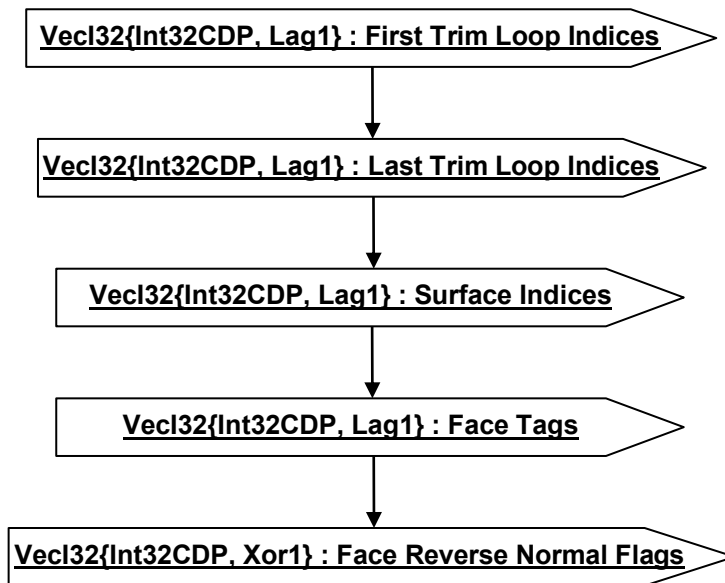 VecI32{Int32CDP, Lag1} : First Trim Loop Indices
VecI32{Int32CDP, Lag1} : Last Trim Loop Indices
VecI32{Int32CDP, Lag1} : Surface Indices
VecI32{Int32CDP, Lag1} : Face Tags
VecI32{Int32CDP, Xor1} : Face Reverse Normal Flags